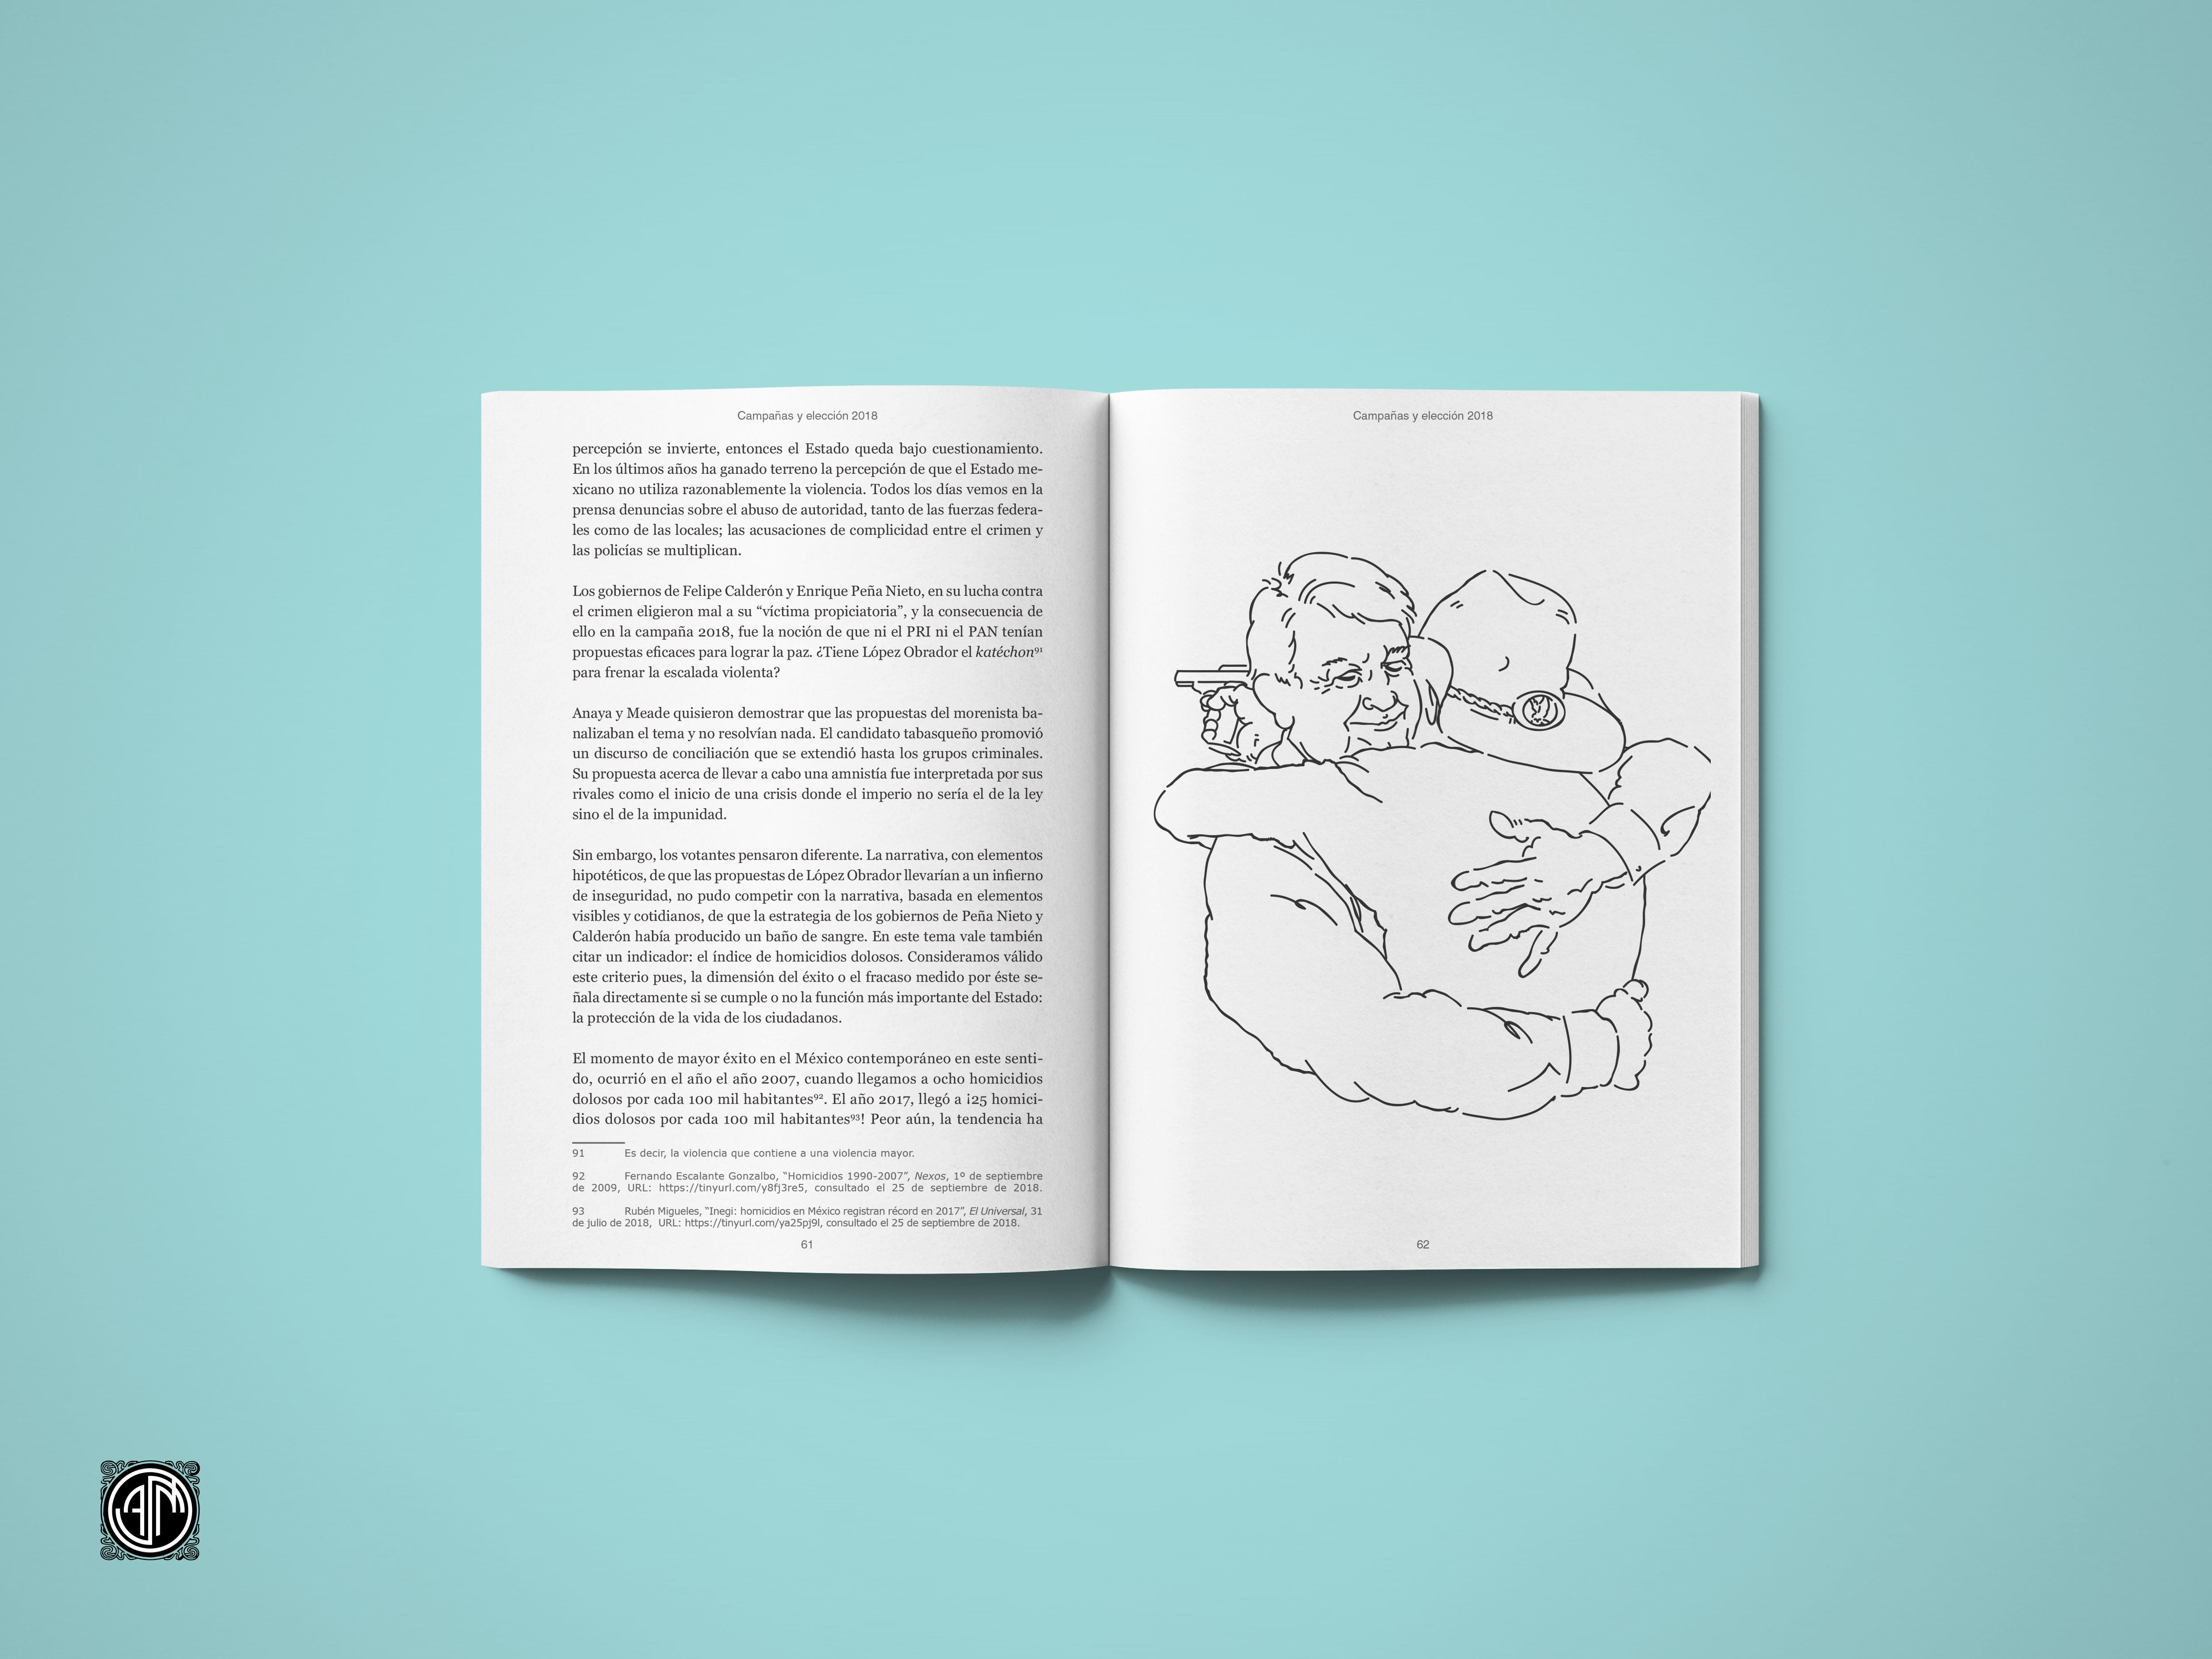 Campañas y elección 2018
percepción se invierte, entonces el Estado queda bajo cuestionamiento.
En los últimos años ha ganado terreno la percepción de que el Estado me-
xicano no utiliza razonablemente la violencia. Todos los días vemos en la
prensa denuncias sobre el abuso de autoridad, tanto de las fuerzas federa-
les como de las locales; las acusaciones de complicidad entre el crimen y
las policías se multiplican.
Los gobiernos de Felipe Calderón y Enrique Peña Nieto, en su lucha contra
el crimen eligieron mal a su “víctima propiciatoria”, y la consecuencia de
ello en la campaña 2018, fue la noción de que ni el PRI ni el PAN tenían
propuestas eficaces para lograr la paz. ¿Tiene López Obrador el katéchon⁹¹
para frenar la escalada violenta?
Anaya y Meade quisieron demostrar que las propuestas del morenista ba-
nalizaban el tema y no resolvían nada. El candidato tabasqueño promovió
un discurso de conciliación que se extendió hasta los grupos criminales.
Su propuesta acerca de llevar a cabo una amnistía fue interpretada por sus
rivales como el inicio de una crisis donde el imperio no sería el de la ley
sino el de la impunidad.
Sin embargo, los votantes pensaron diferente. La narrativa, con elementos
hipotéticos, de que las propuestas de López Obrador llevarían a un infierno
de inseguridad, no pudo competir con la narrativa, basada en elementos
visibles y cotidianos, de que la estrategia de los gobiernos de Peña Nieto y
Calderón había producido un baño de sangre. En este tema vale también
citar un indicador: el índice de homicidios dolosos. Consideramos válido
este criterio pues, la dimensión del éxito o el fracaso medido por éste se-
ñala directamente si se cumple o no la función más importante del Estado:
la protección de la vida de los ciudadanos.
El momento de mayor éxito en el México contemporáneo en este senti-
do, ocurrió en el año el año 2007, cuando llegamos a ocho homicidios
dolosos por cada 100 mil habitantes⁹². El año 2017, llegó a ¡25 homici-
dios dolosos por cada 100 mil habitantes⁹³! Peor aún, la tendencia ha
91 Es decir, la violencia que contiene a una violencia mayor.
92 Fernando Escalante Gonzalbo, “Homicidios 1990-2007”, Nexos, 1º de septiembre
de 2009, URL: https://tinyurl.com/y8fj3re5, consultado el 25 de septiembre de 2018.
93 Rubén Migueles, “Inegi: homicidios en México registran récord en 2017”, El Universal, 31
de julio de 2018, URL: https://tinyurl.com/ya25pj9l, consultado el 25 de septiembre de 2018.
61
Campañas y elección 2018
62